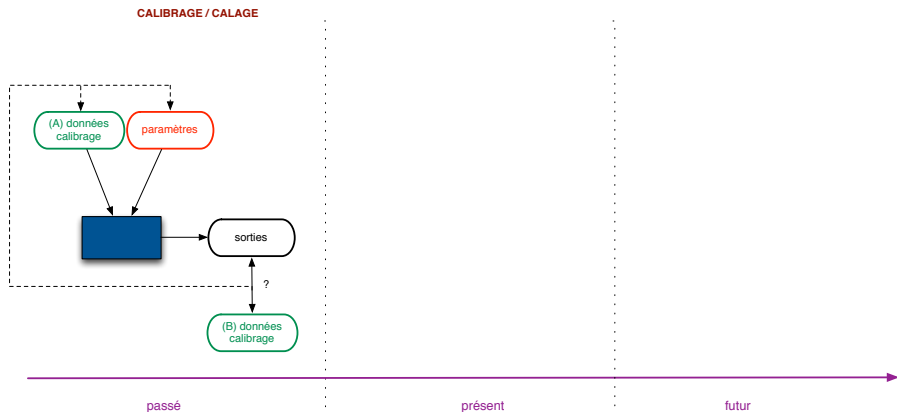 CALIBRAGE / CALAGE
(A) données
calibrage
paramètres
sorties
?
(B) données
calibrage
passé
présent
futur